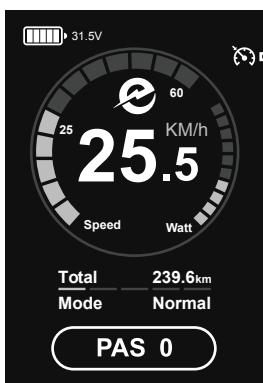 31.5V
60
25
KM/h
25.5
Speed
Watt
Total 239.6km
Mode Normal
PAS 0